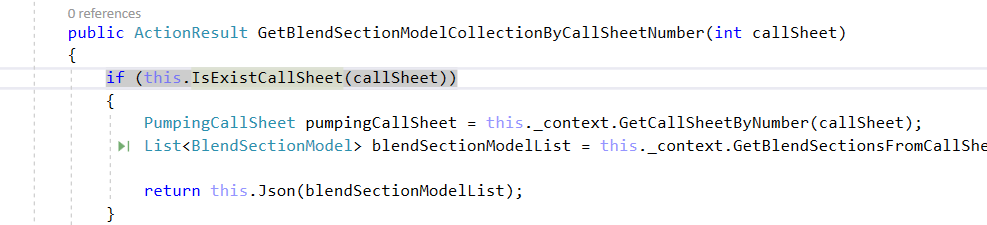 0 references
public ActionResult GetBlendSectionModelCollectionByCallSheetNumber(int callSheet)
{
if (this.IsExistCallSheet(callSheet))
{
PumpingCallSheet pumpingCallSheet = this._context.GetCallSheetByNumber(callSheet);
List<BlendSectionModel> blendSectionModelList = this._context.GetBlendSectionsFromCallShe
return this.Json(blendSectionModelList);
}